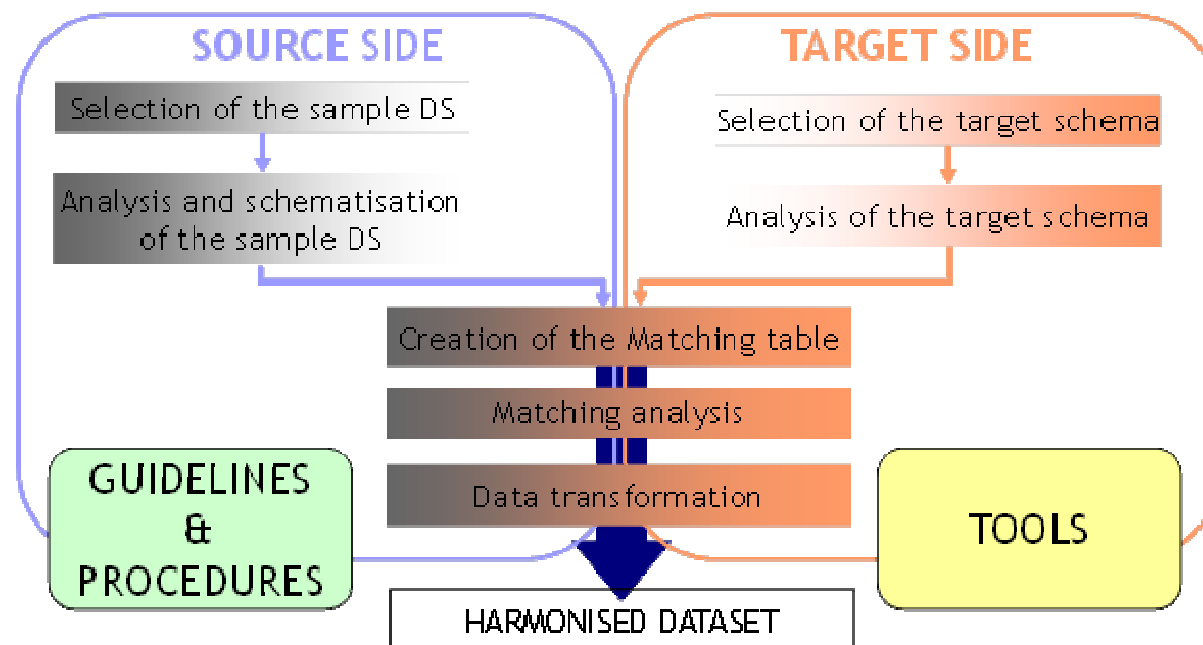 SOURCE SIDE
Selection of the sample DS
Analysis and schematisation
of the sample DS
TARGET SIDE
Selection of the target schema
Analysis of the target schema
Creation of the Matching table
Matching analysis
Data transformation
GUIDELINES
&
PROCEDURES
TOOLS
HARMONISED DATASET